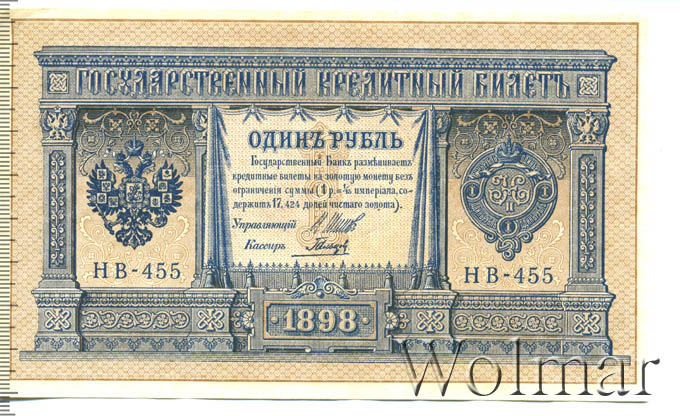 ГОСУДАРСТВЕННЫЙ КРЕДИТНЫЙ БИЛЕТЪ
ОДИНЪ РУБЛЬ
Государственный Банкъ размѣниваетъ
кредитные билеты на золотую монету безъ
ограниченія суммы (1 р. = 1/15 имперіала, со-
держитъ 17,424 долей чистаго золота).
Управляющій
Кассиръ
НВ-455
НВ-455
1898
Wolmar